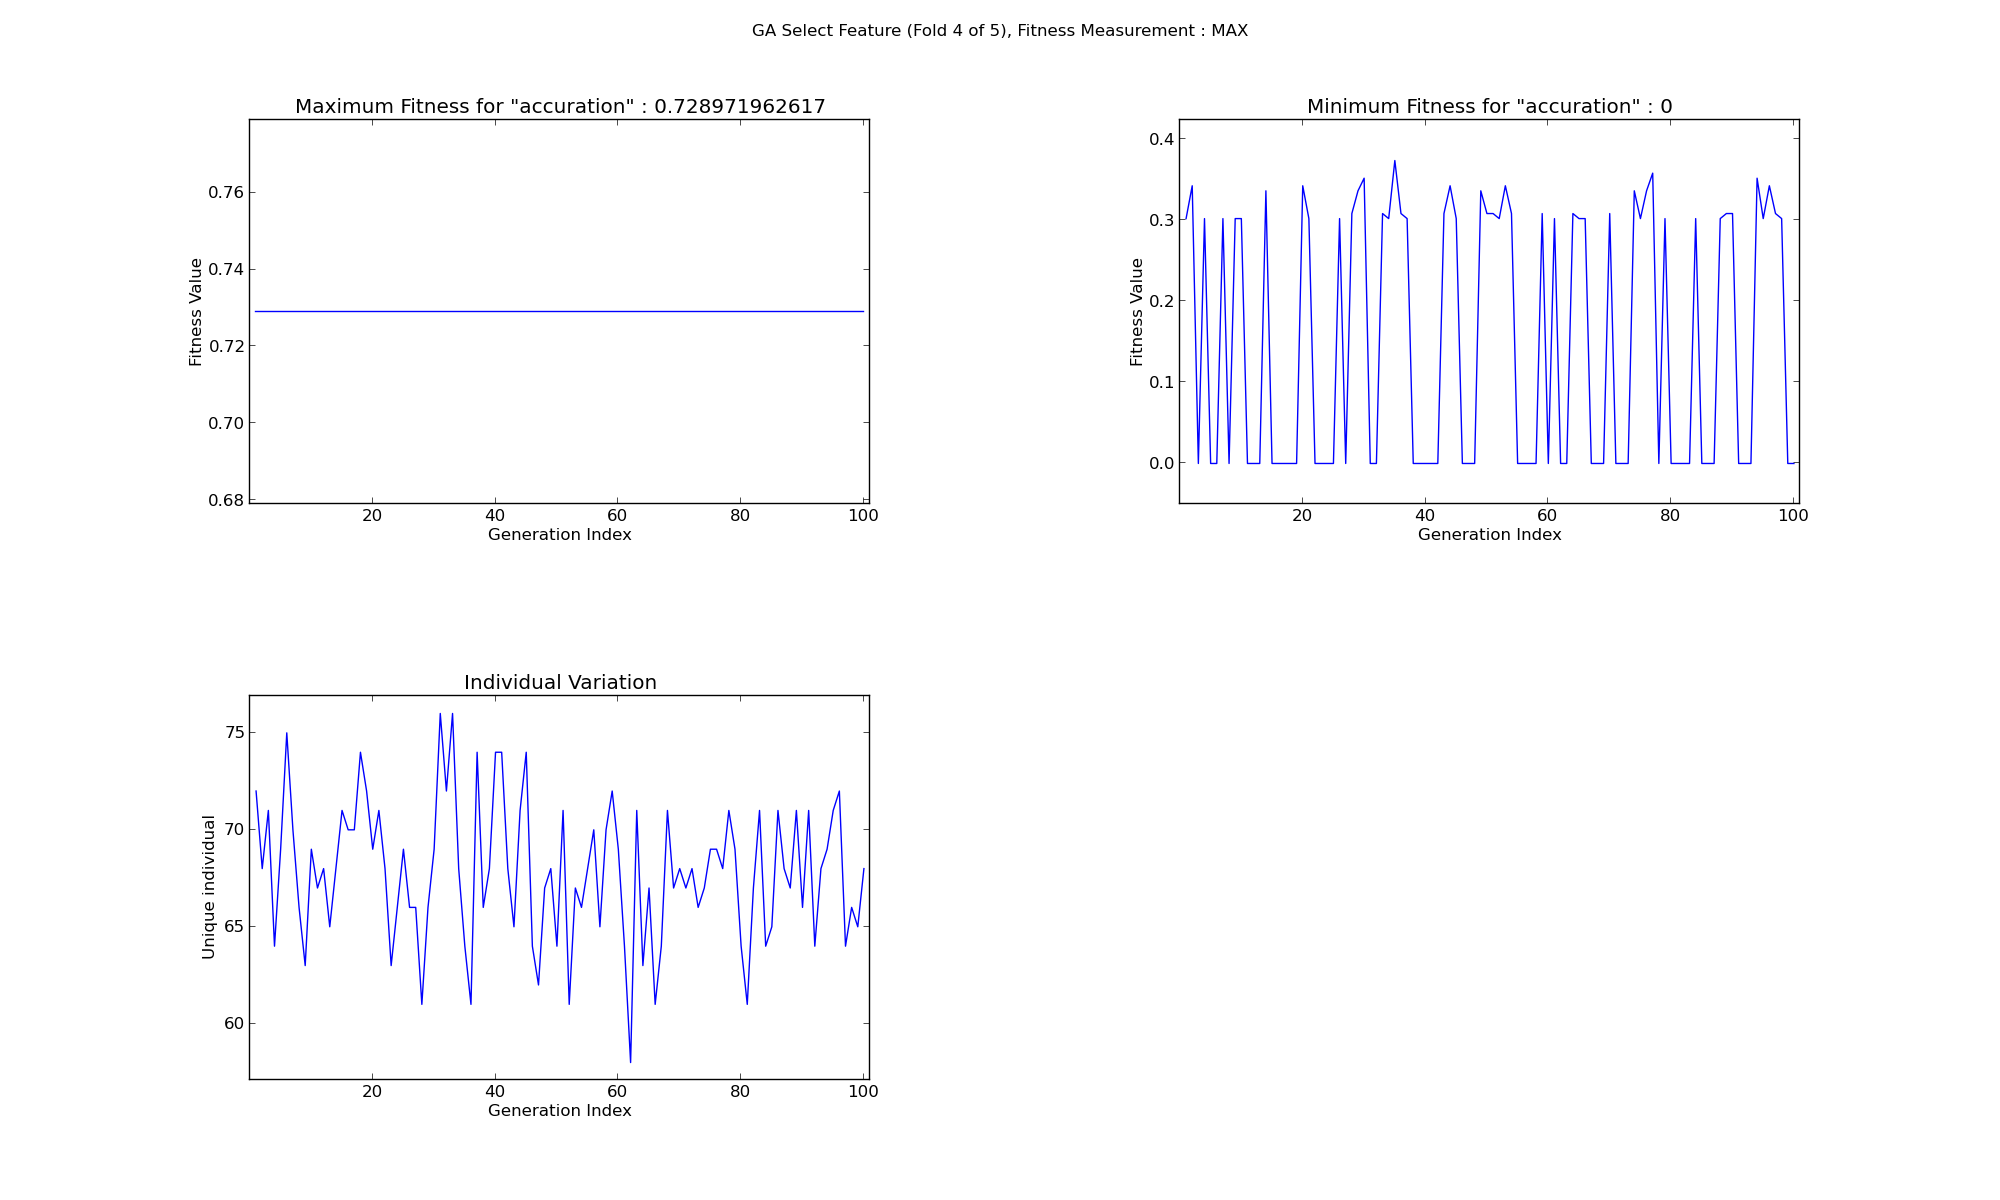 GA Select Feature (Fold 4 of 5), Fitness Measurement : MAX
Maximum Fitness for "accuration" : 0.728971962617
0.76
0.74
0.72
0.70
0.68
Fitness Value
20 40 60 80 100
Generation Index
Minimum Fitness for "accuration" : 0
0.4
0.3
0.2
0.1
0.0
Fitness Value
20 40 60 80 100
Generation Index
Individual Variation
75
70
65
60
Unique individual
20 40 60 80 100
Generation Index